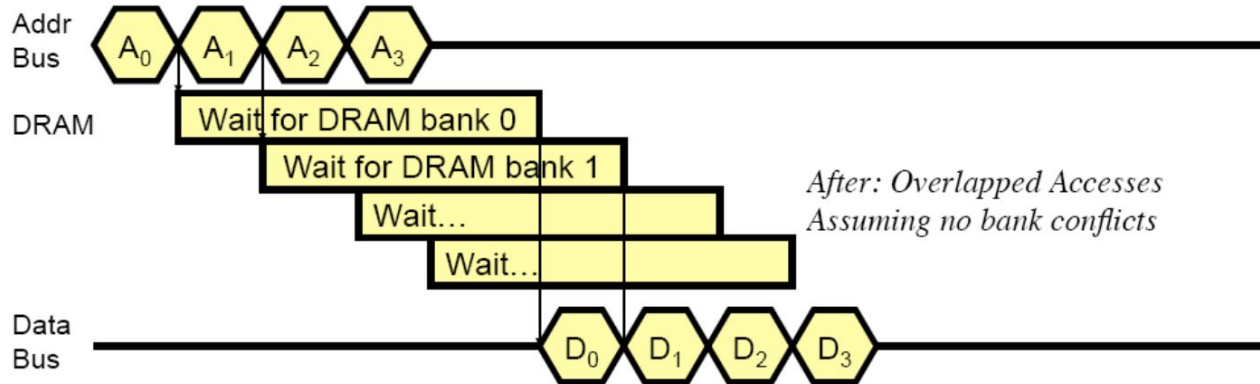 Addr
Bus
A₀ A₁ A₂ A₃
DRAM
Wait for DRAM bank 0
Wait for DRAM bank 1
Wait...
Wait...
After: Overlapped Accesses
Assuming no bank conflicts
Data
Bus
D₀ D₁ D₂ D₃